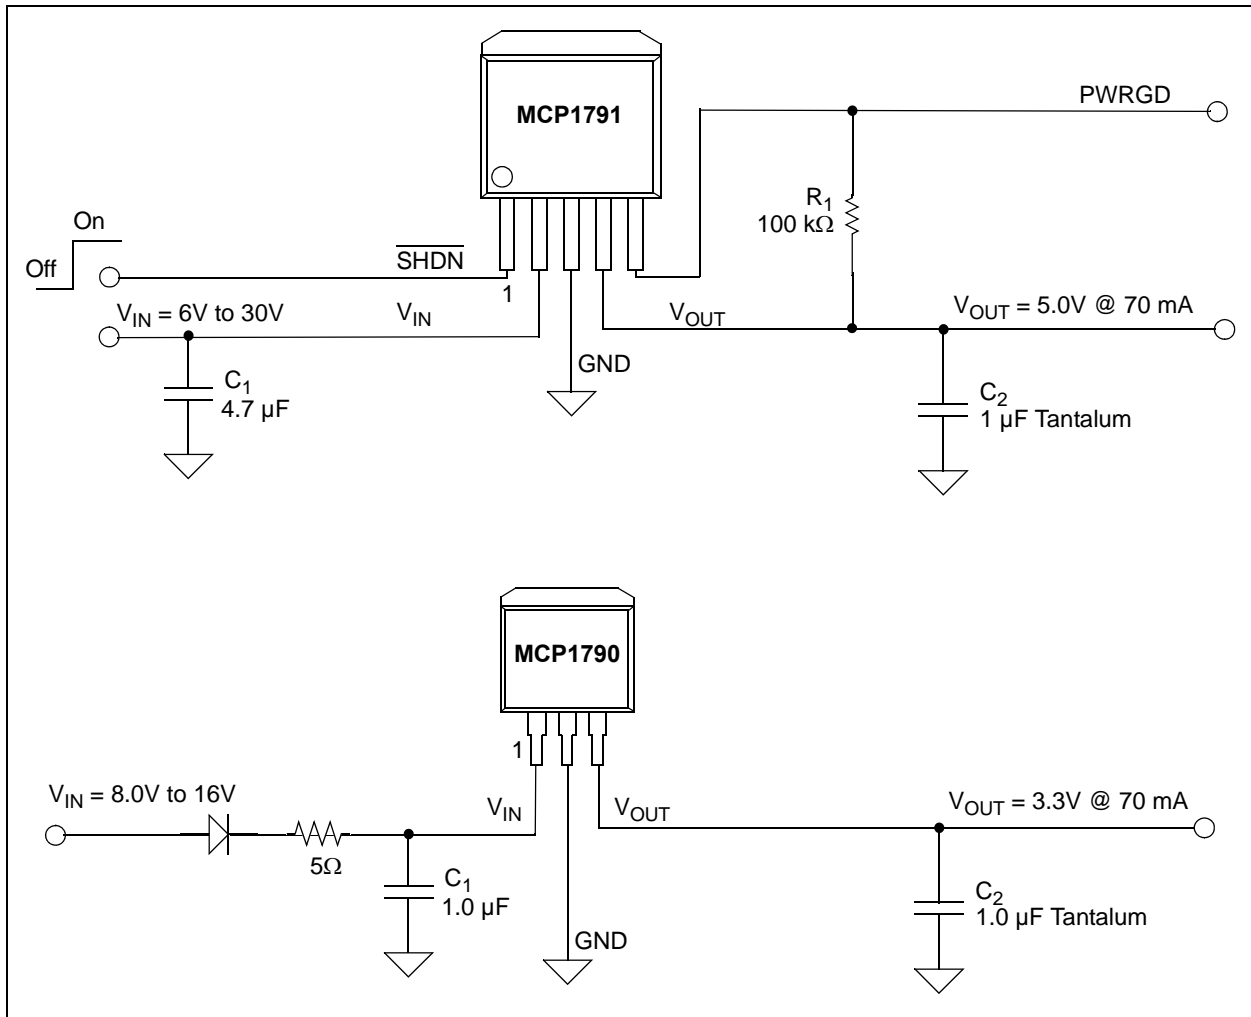 MCP1791
PWRGD
R1
100 kΩ
On
Off
SHDN
1
VIN = 6V to 30V
VIN
VOUT
VOUT = 5.0V @ 70 mA
GND
C1
4.7 µF
C2
1 µF Tantalum
MCP1790
1
VIN = 8.0V to 16V
VIN
VOUT
VOUT = 3.3V @ 70 mA
5Ω
C1
1.0 µF
C2
1.0 µF Tantalum
GND